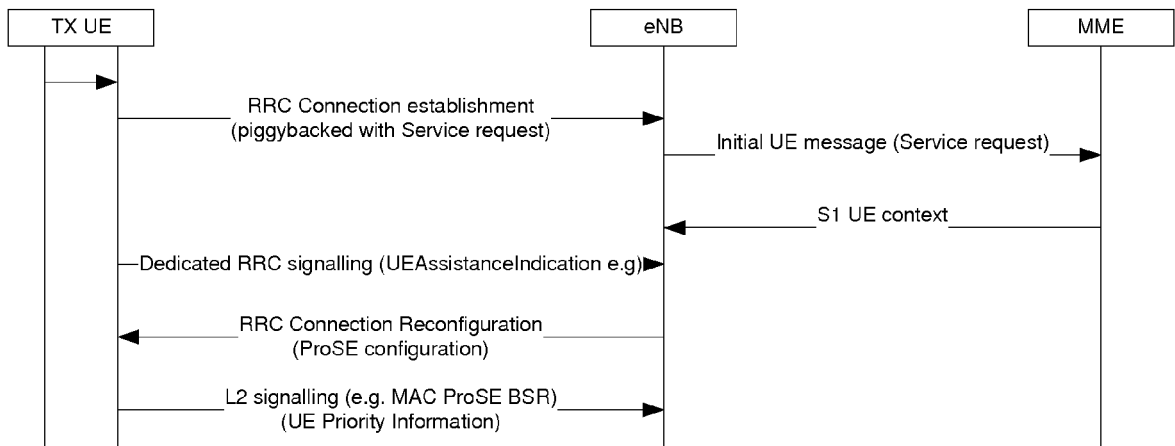 TX UE
eNB
MME
RRC Connection establishment
(piggybacked with Service request)
Initial UE message (Service request)
S1 UE context
Dedicated RRC signalling (UEAssistanceIndication e.g)
RRC Connection Reconfiguration
(ProSE configuration)
L2 signalling (e.g. MAC ProSE BSR)
(UE Priority Information)